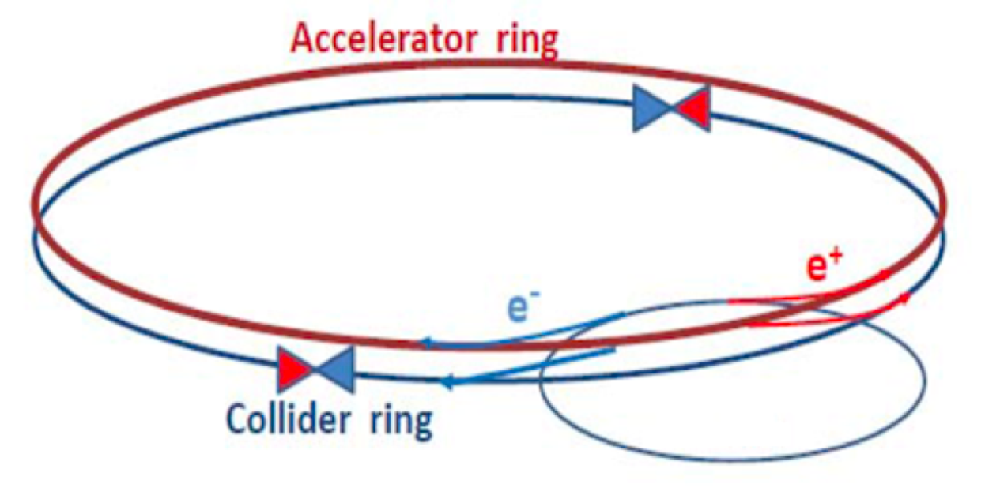 Accelerator ring
e⁺
e⁻
Collider ring